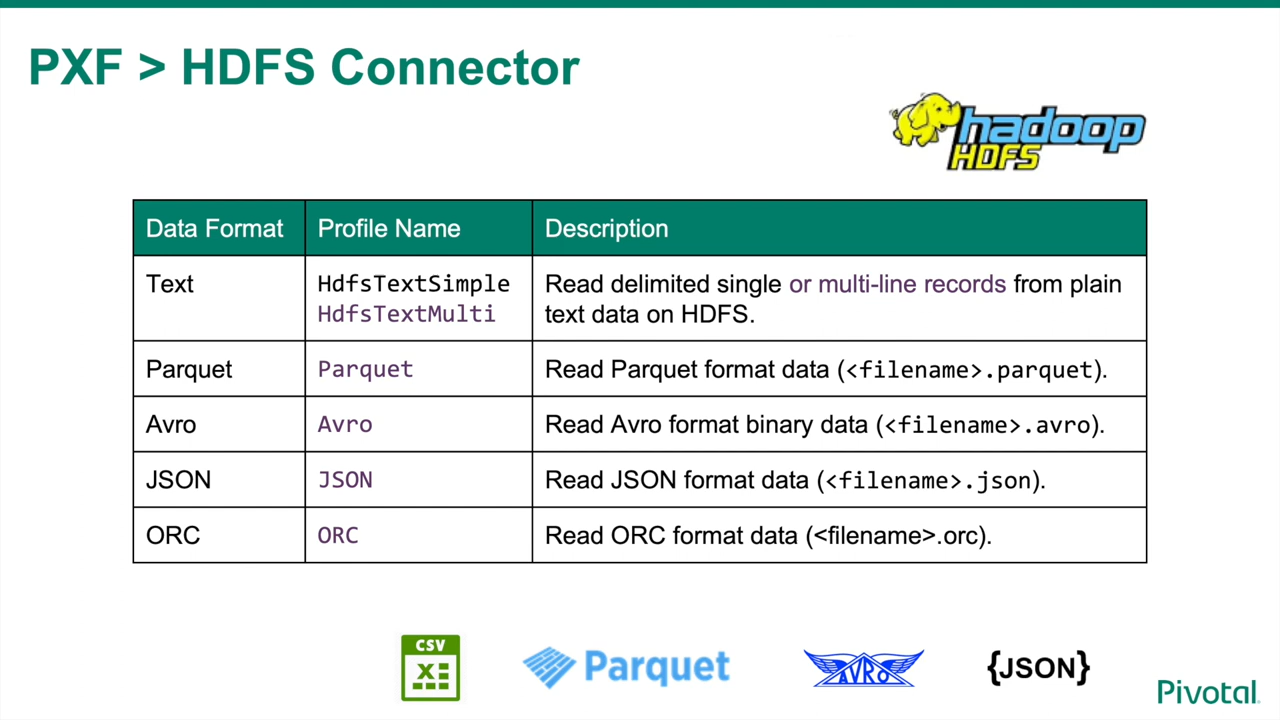 PXF > HDFS Connector
hadoop
HDFS
Data Format Profile Name Description
Text HdfsTextSimple Read delimited single or multi-line records from plain
HdfsTextMulti text data on HDFS.
Parquet Parquet Read Parquet format data (<filename>.parquet).
Avro Avro Read Avro format binary data (<filename>.avro).
JSON JSON Read JSON format data (<filename>.json).
ORC ORC Read ORC format data (<filename>.orc).
CSV
X
Parquet
AVRO
{JSON}
Pivotal